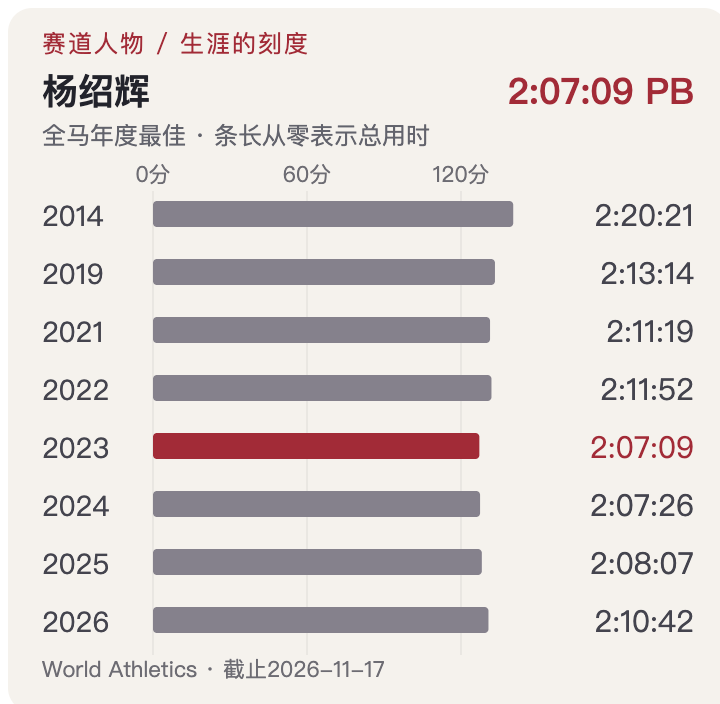 赛道人物 / 生涯的刻度
杨绍辉 2:07:09 PB
全马年度最佳 · 条长从零表示总用时
0分 60分 120分
2014 2:20:21
2019 2:13:14
2021 2:11:19
2022 2:11:52
2023 2:07:09
2024 2:07:26
2025 2:08:07
2026 2:10:42
World Athletics · 截止2026–11–17